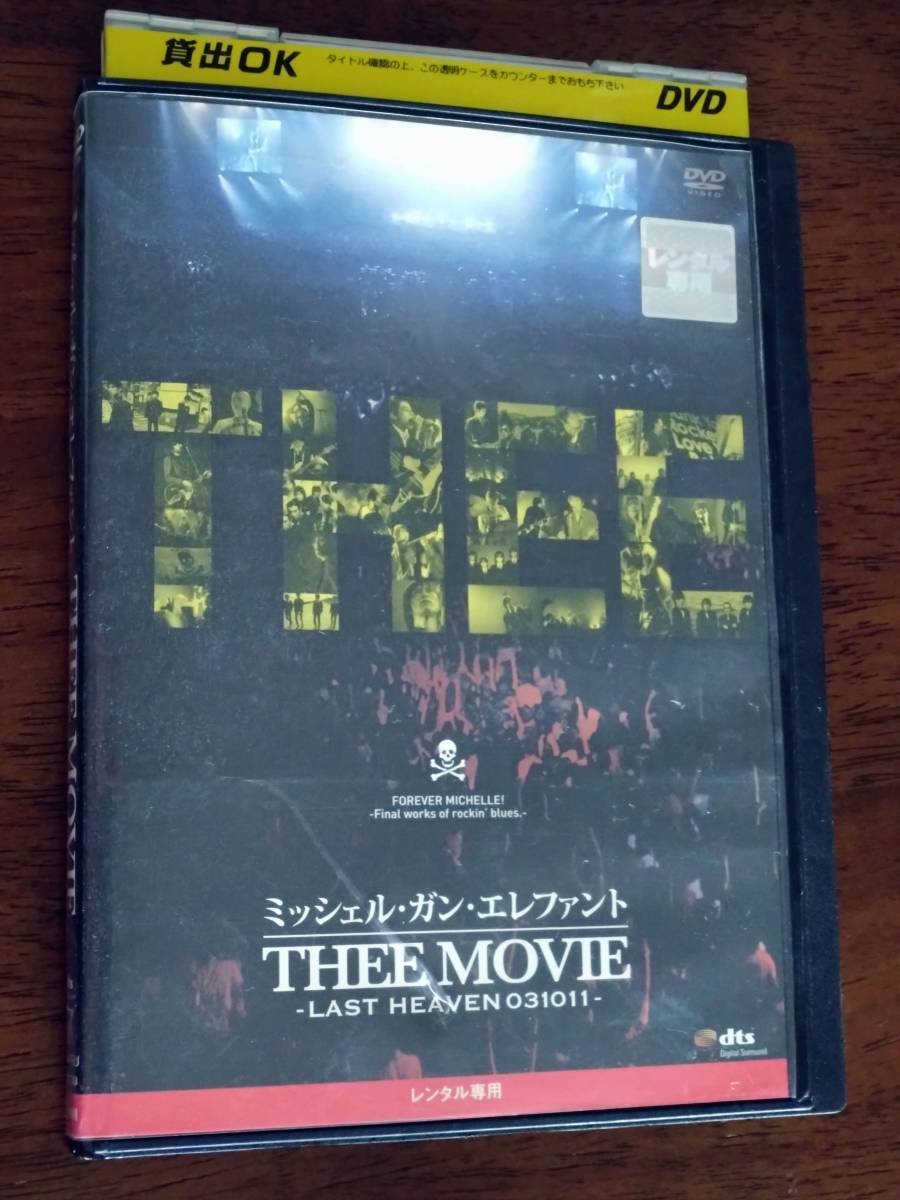 貸出OK
タイトル確認の上、この透明ケースをカウンターまでおもち下さい
DVD
DVD
VIDEO
レンタル
専用
THEE
Rocket
Love
FOREVER MICHELLE!
-Final works of rockin' blues.-
ミッシェル・ガン・エレファント
THEE MOVIE
-LAST HEAVEN 031011-
dts
Digital Surround
レンタル専用
THEE MOVIE